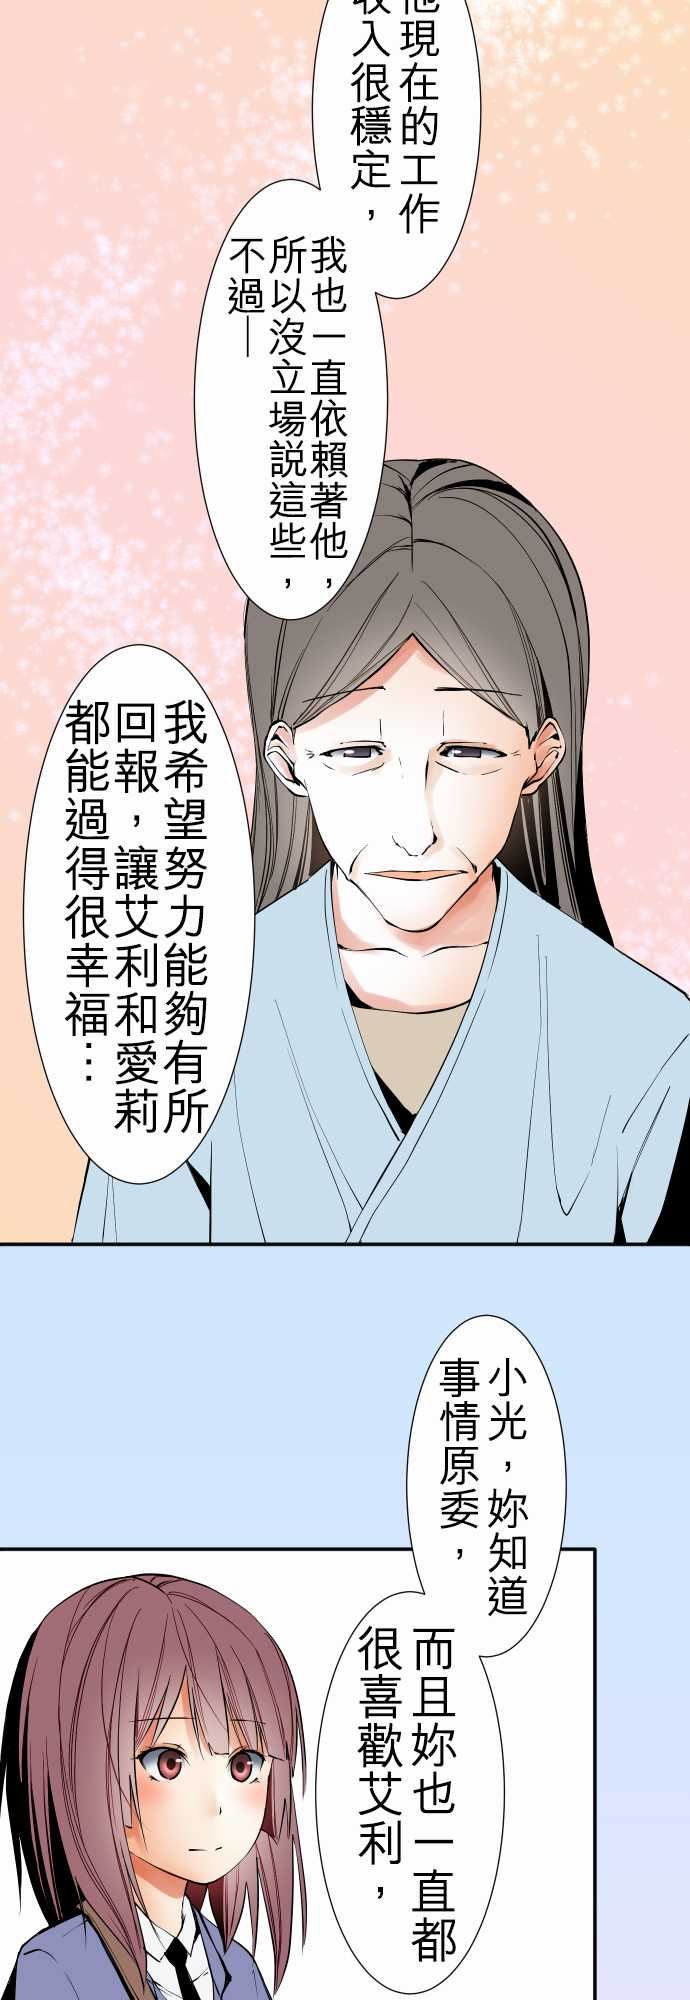 他現在的工作
收入很穩定，
我也一直依賴著他，
所以沒立場說這些，
不過—
我希望努力能夠有所
回報，讓艾利和愛莉
都能過得很幸福…
小光，妳知道
事情原委，
而且妳也一直都
很喜歡艾利，